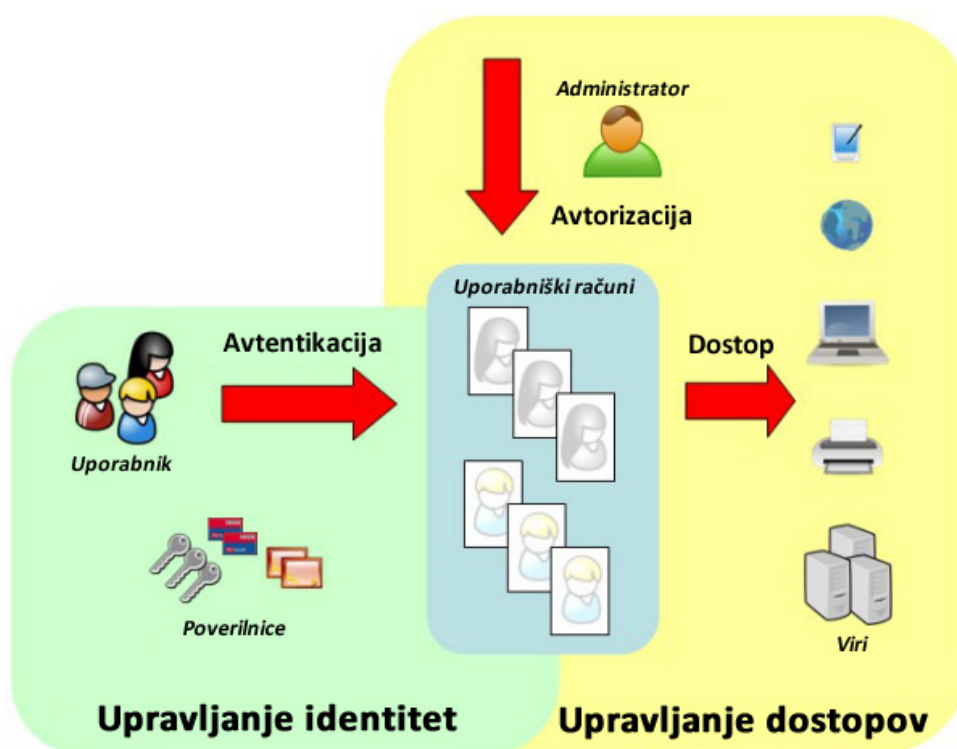 Administrator
Avtorizacija
Uporabniški računi
Avtentikacija
Dostop
Uporabnik
Poverilnice
Viri
Upravljanje identitet
Upravljanje dostopov